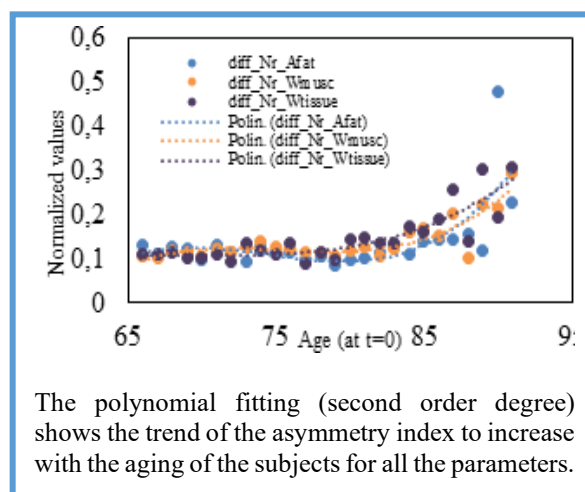 0,6
0,5
0,4
0,3
0,2
0,1
0
Normalized values
diff_Nr_Afat
diff_Nr_Wmusc
diff_Nr_Wtissue
Polin. (diff_Nr_Afat)
Polin. (diff_Nr_Wmusc)
Polin. (diff_Nr_Wtissue)
65 75 85 95
Age (at t=0)
The polynomial fitting (second order degree)
shows the trend of the asymmetry index to increase
with the aging of the subjects for all the parameters.